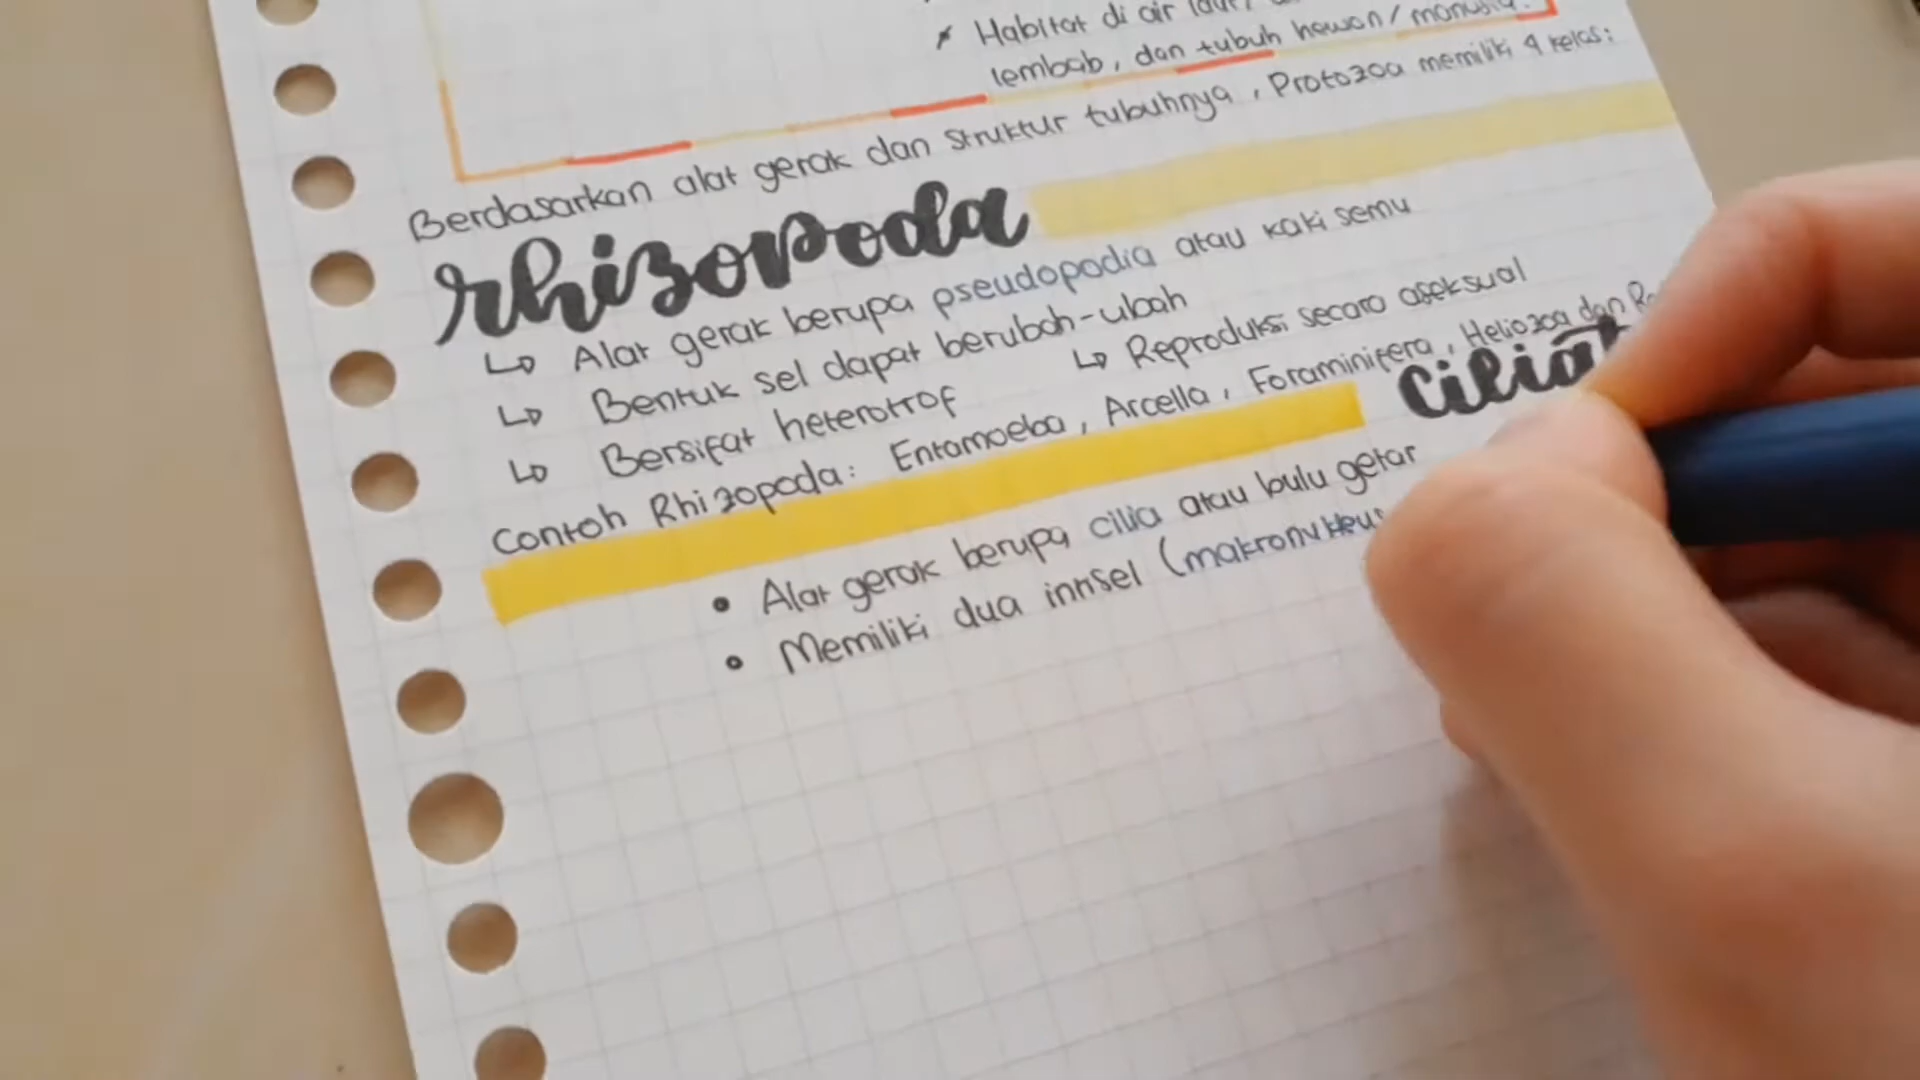 Habitat di air laut,
lembab, dan tubuh hewan / manusia.
Berdasarkan alat gerak dan struktur tubuhnya, Protozoa memiliki 4 kelas:
rhizopoda
↳ Alat gerak berupa pseudopodia atau kaki semu
↳ Bentuk sel dapat berubah-ubah
↳ Bersifat heterotrof
↳ Reproduksi secara aseksual
Contoh Rhizopoda: Entamoeba, Arcella, Foraminifera, Heliozoa dan
Ciliat
• Alat gerak berupa cilia atau bulu getar
• Memiliki dua innsel (makronukleus